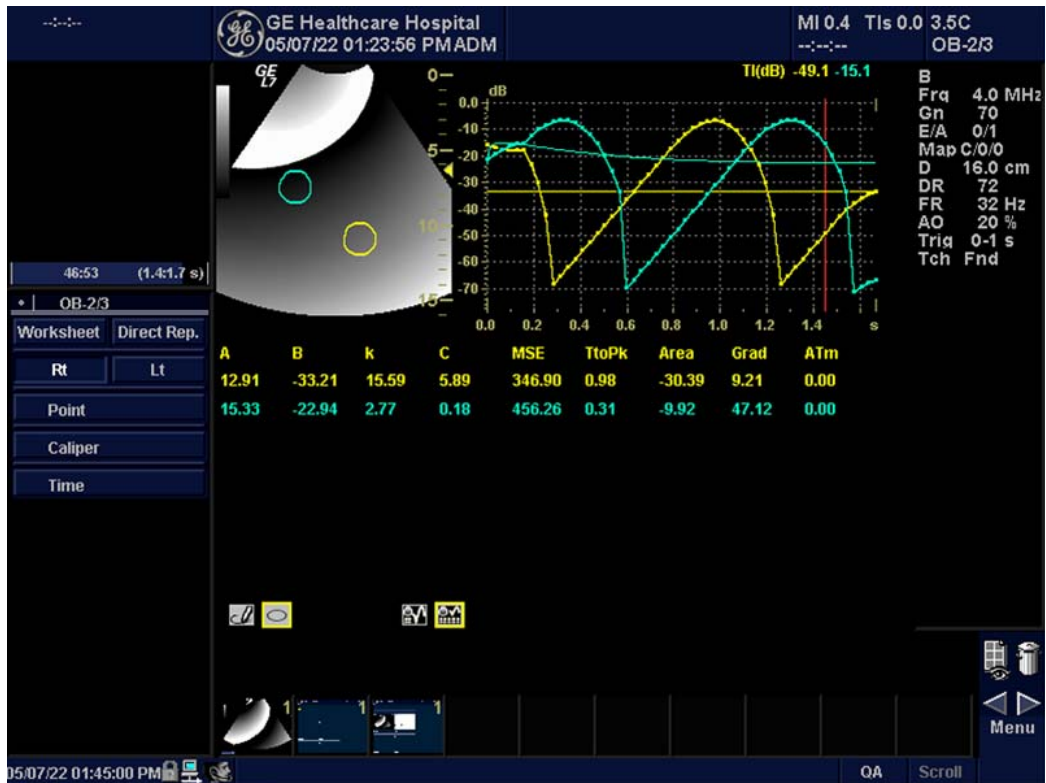 --:--:--
GE Healthcare Hospital
05/07/22 01:23:56 PM ADM
MI 0.4 TIs 0.0 3.5C
--:--:-- OB-2/3
GE
L7
0
5
10
15
TI(dB) -49.1 -15.1
dB
0.0
-10
-20
-30
-40
-50
-60
-70
0.0 0.2 0.4 0.6 0.8 1.0 1.2 1.4 s
B
Frq 4.0 MHz
Gn 70
E/A 0/1
Map C/0/0
D 16.0 cm
DR 72
FR 32 Hz
AO 20 %
Trig 0-1 s
Tch Fnd
46:53 (1.4:1.7 s)
OB-2/3
Worksheet Direct Rep.
Rt Lt
Point
Caliper
Time
A B k C MSE TtoPk Area Grad ATm
12.91 -33.21 15.59 5.89 346.90 0.98 -30.39 9.21 0.00
15.33 -22.94 2.77 0.18 456.26 0.31 -9.92 47.12 0.00
1 1 1
Menu
05/07/22 01:45:00 PM
QA Scroll